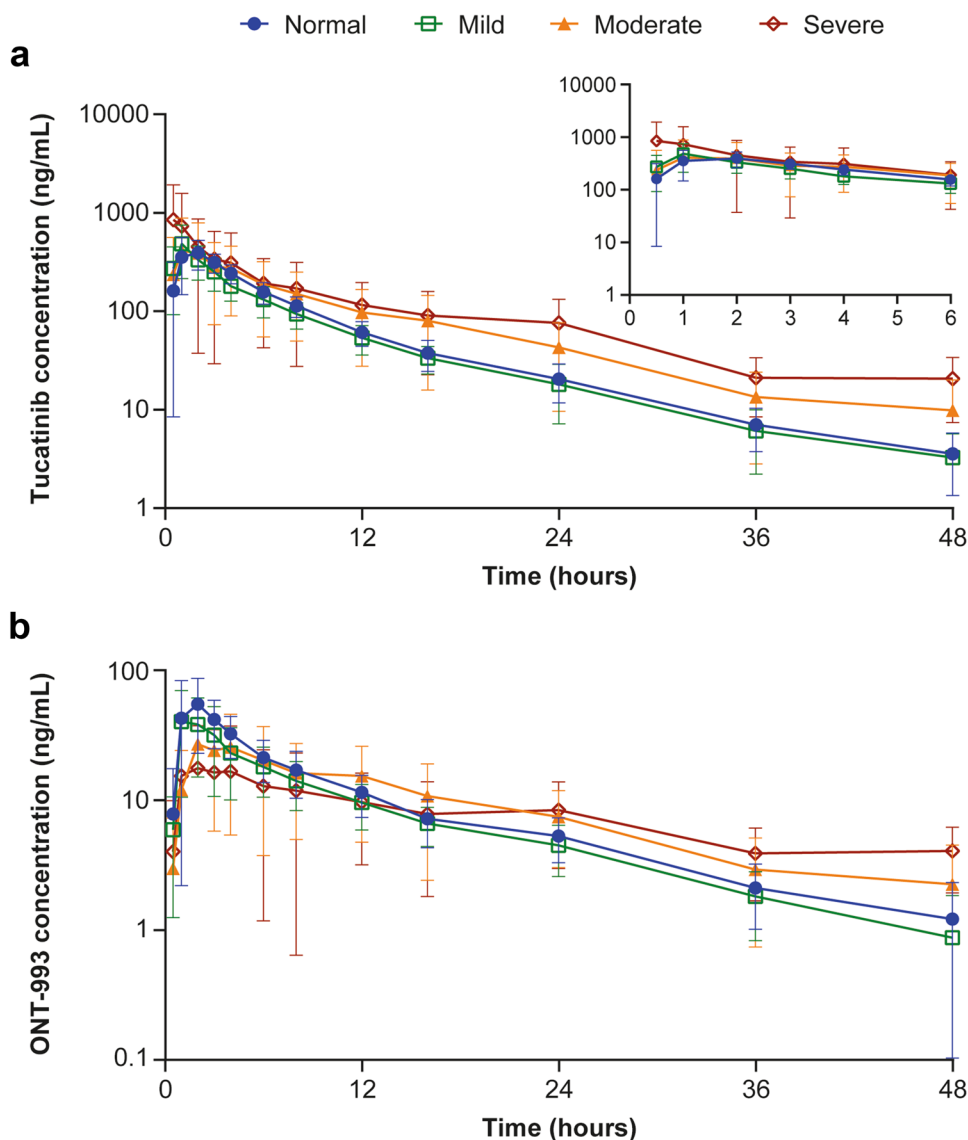 Normal Mild Moderate Severe
a
Tucatinib concentration (ng/mL)
10000
1000
100
10
1
0 12 24 36 48
Time (hours)
10000
1000
100
10
1
0 1 2 3 4 5 6
b
ONT-993 concentration (ng/mL)
100
10
1
0.1
0 12 24 36 48
Time (hours)